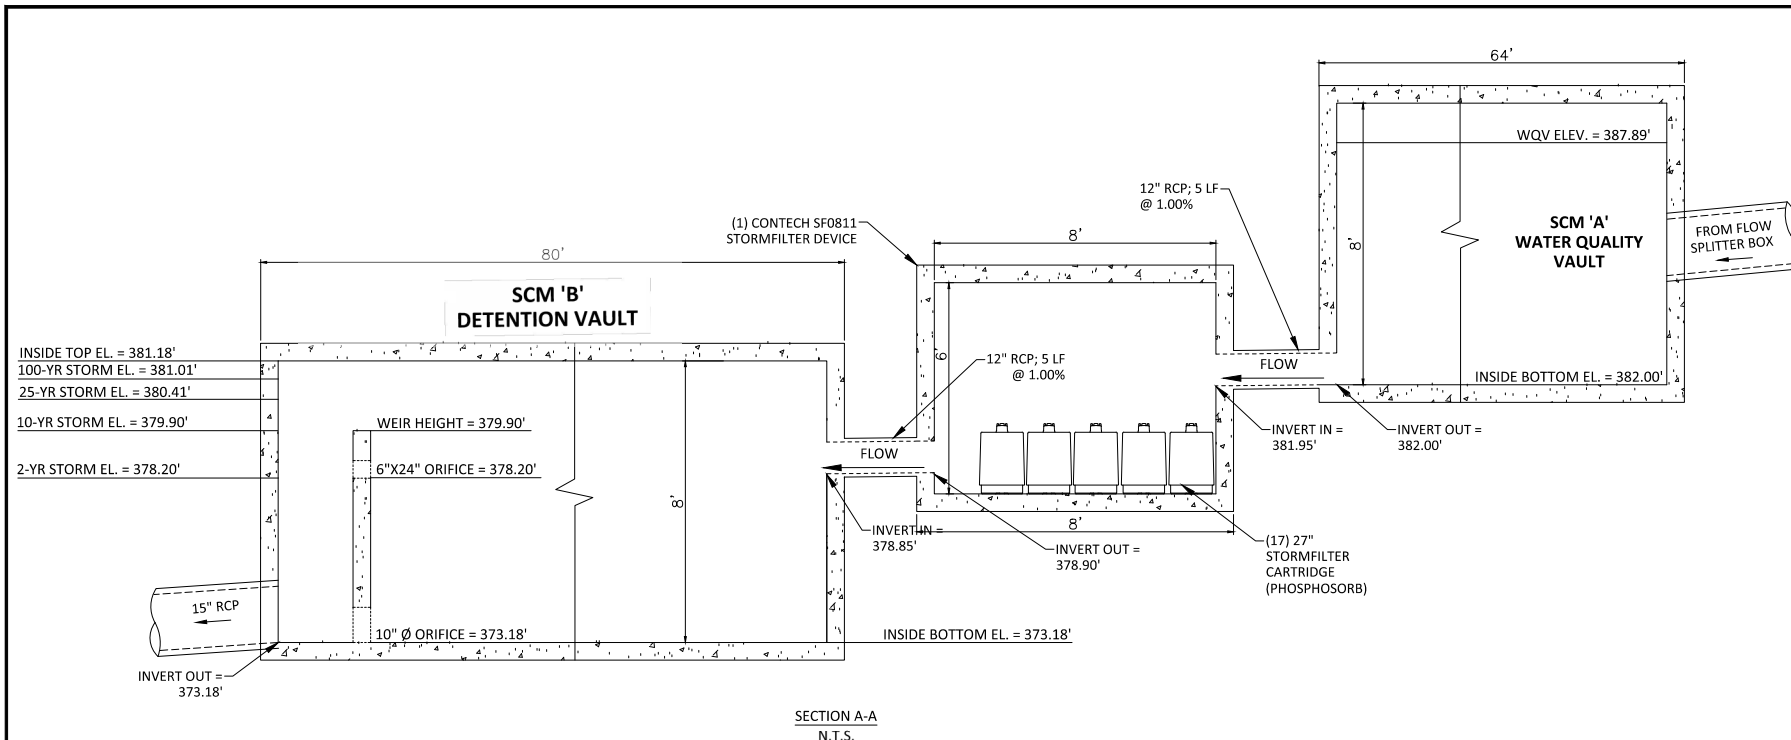 64'
WQV ELEV. = 387.89'
12" RCP; 5 LF
@ 1.00%
SCM 'A'
WATER QUALITY
VAULT
8'
FROM FLOW
SPLITTER BOX
(1) CONTECH SF0811
STORMFILTER DEVICE
8'
80'
SCM 'B'
DETENTION VAULT
INSIDE TOP EL. = 381.18'
100-YR STORM EL. = 381.01'
25-YR STORM EL. = 380.41'
10-YR STORM EL. = 379.90'
2-YR STORM EL. = 378.20'
WEIR HEIGHT = 379.90'
6"X24" ORIFICE = 378.20'
8'
12" RCP; 5 LF
@ 1.00%
6'
FLOW
FLOW
INSIDE BOTTOM EL. = 382.00'
INVERT IN =
381.95'
INVERT OUT =
382.00'
INVERT IN =
378.85'
8'
INVERT OUT =
378.90'
(17) 27"
STORMFILTER
CARTRIDGE
(PHOSPHOSORB)
15" RCP
10" Ø ORIFICE = 373.18'
INSIDE BOTTOM EL. = 373.18'
INVERT OUT =
373.18'
SECTION A-A
N.T.S.